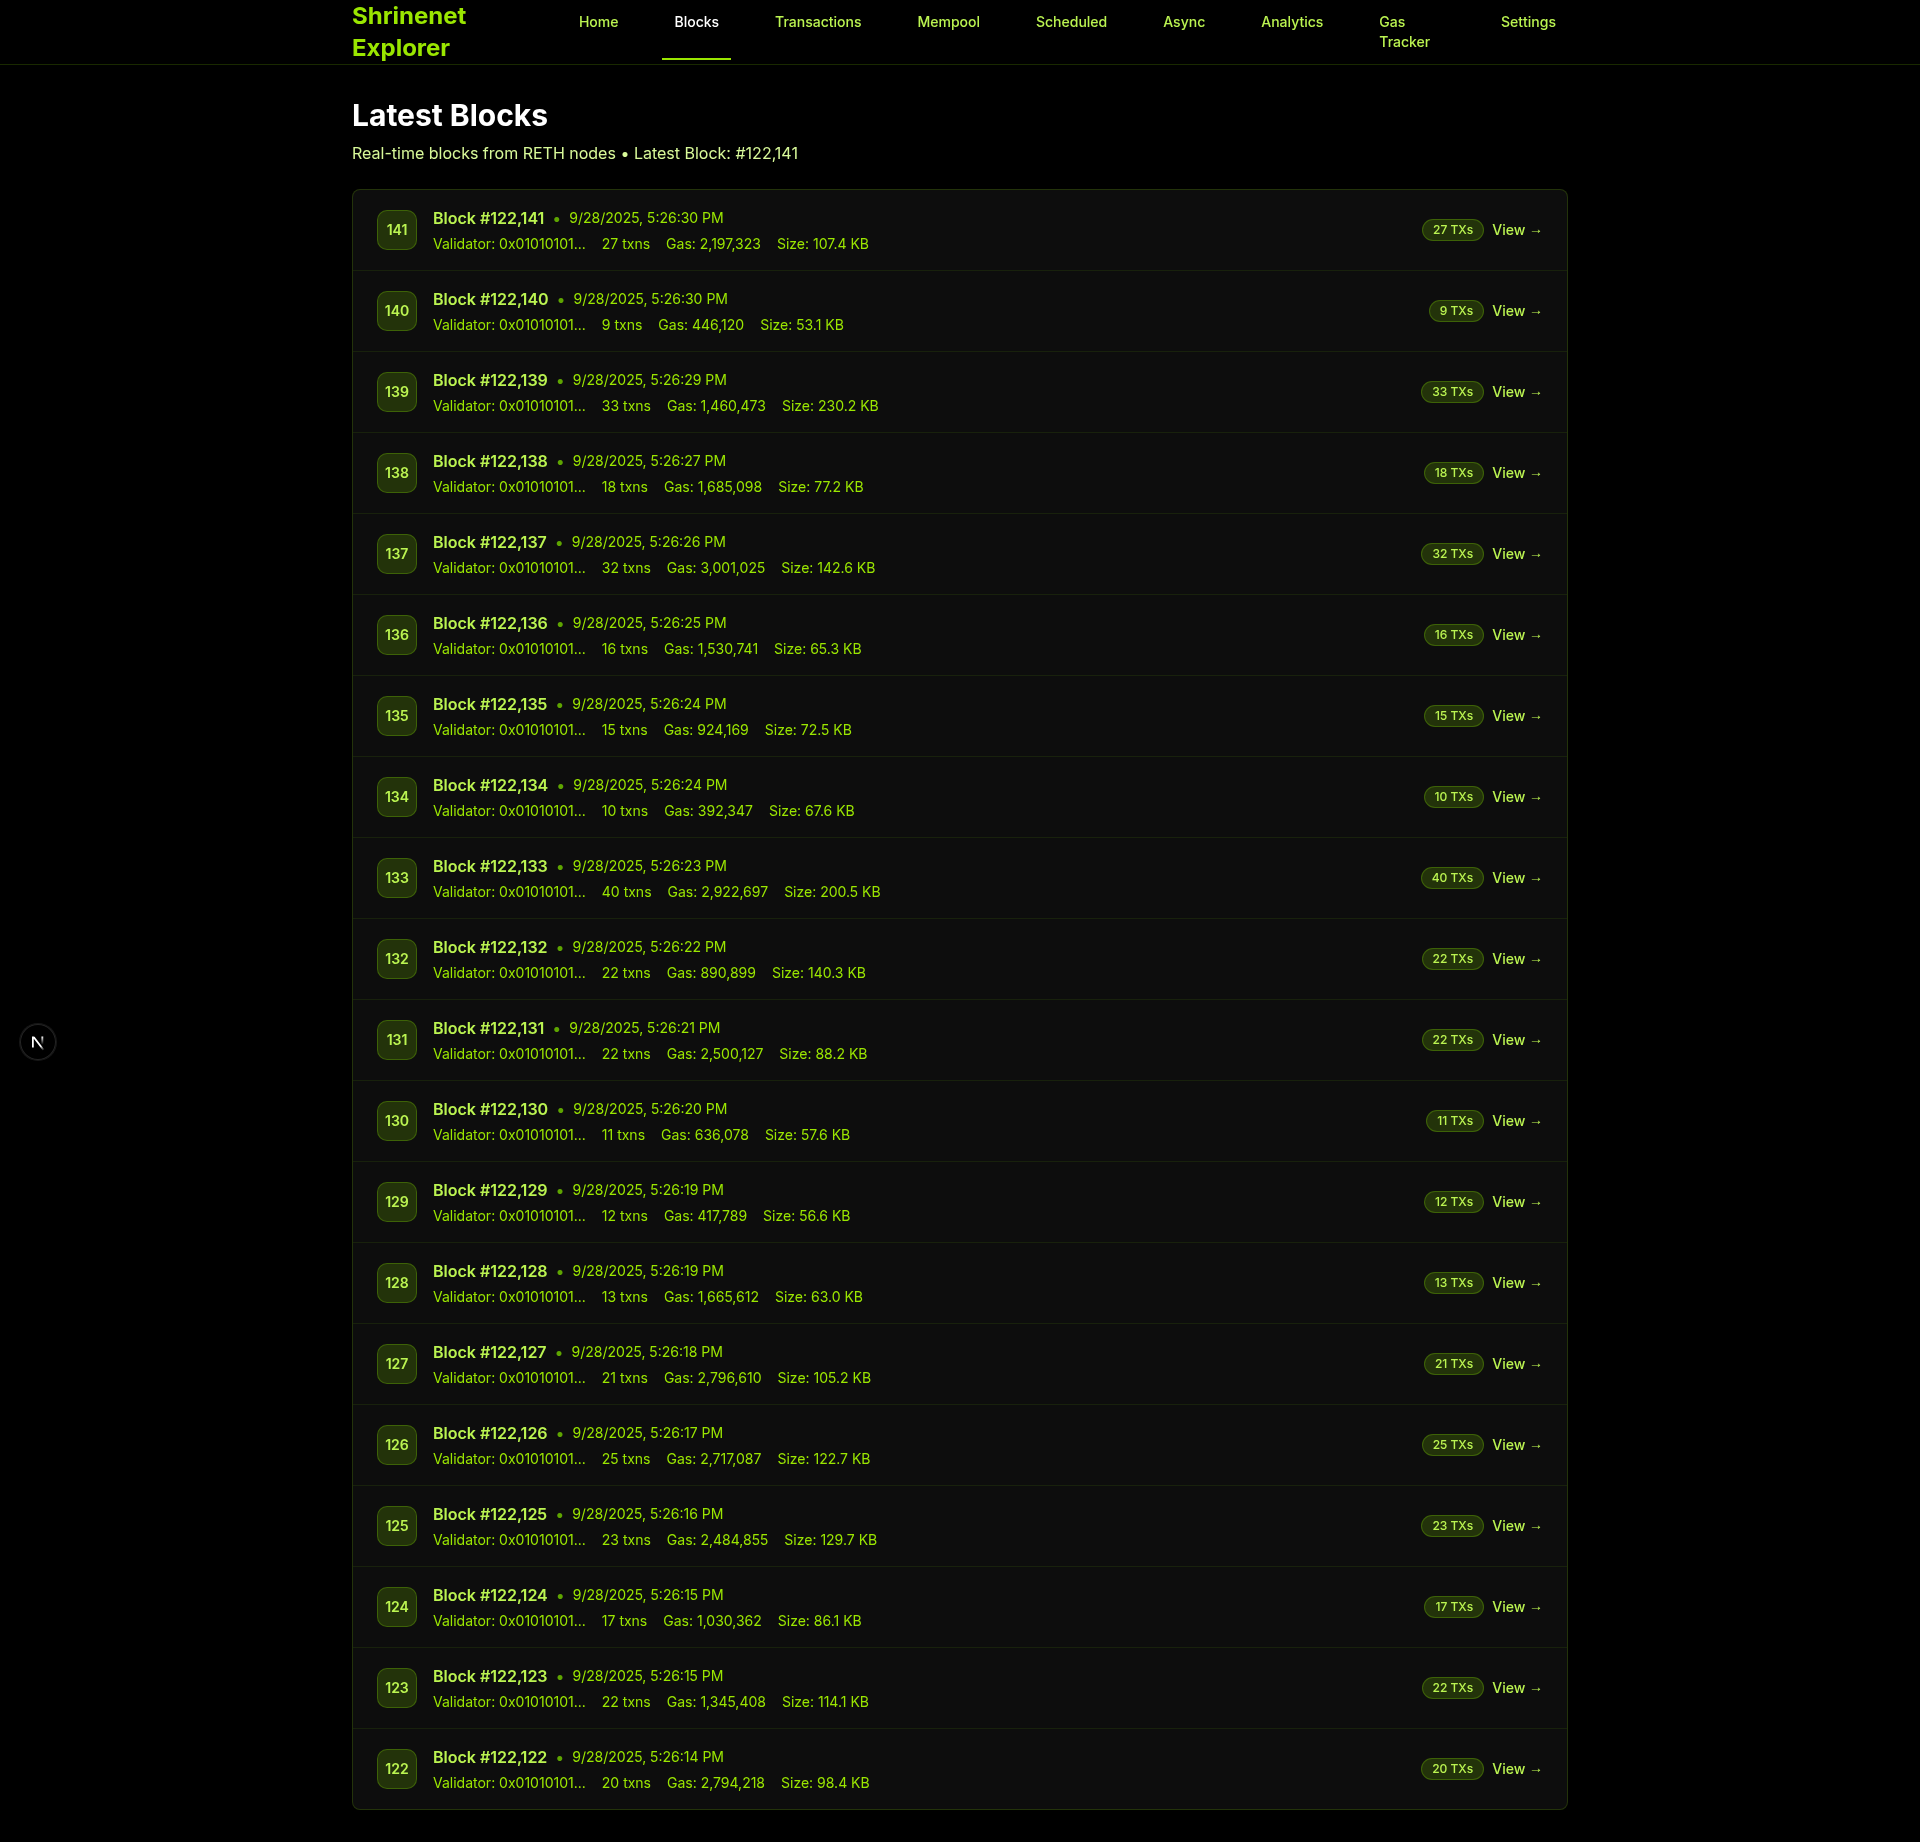 Shrinenet
Explorer
Home
Blocks
Transactions
Mempool
Scheduled
Async
Analytics
Gas
Tracker
Settings
Latest Blocks
Real-time blocks from RETH nodes • Latest Block: #122,141
141
Block #122,141 • 9/28/2025, 5:26:30 PM
Validator: 0x01010101... 27 txns Gas: 2,197,323 Size: 107.4 KB
27 TXs View →
140
Block #122,140 • 9/28/2025, 5:26:30 PM
Validator: 0x01010101... 9 txns Gas: 446,120 Size: 53.1 KB
9 TXs View →
139
Block #122,139 • 9/28/2025, 5:26:29 PM
Validator: 0x01010101... 33 txns Gas: 1,460,473 Size: 230.2 KB
33 TXs View →
138
Block #122,138 • 9/28/2025, 5:26:27 PM
Validator: 0x01010101... 18 txns Gas: 1,685,098 Size: 77.2 KB
18 TXs View →
137
Block #122,137 • 9/28/2025, 5:26:26 PM
Validator: 0x01010101... 32 txns Gas: 3,001,025 Size: 142.6 KB
32 TXs View →
136
Block #122,136 • 9/28/2025, 5:26:25 PM
Validator: 0x01010101... 16 txns Gas: 1,530,741 Size: 65.3 KB
16 TXs View →
135
Block #122,135 • 9/28/2025, 5:26:24 PM
Validator: 0x01010101... 15 txns Gas: 924,169 Size: 72.5 KB
15 TXs View →
134
Block #122,134 • 9/28/2025, 5:26:24 PM
Validator: 0x01010101... 10 txns Gas: 392,347 Size: 67.6 KB
10 TXs View →
133
Block #122,133 • 9/28/2025, 5:26:23 PM
Validator: 0x01010101... 40 txns Gas: 2,922,697 Size: 200.5 KB
40 TXs View →
132
Block #122,132 • 9/28/2025, 5:26:22 PM
Validator: 0x01010101... 22 txns Gas: 890,899 Size: 140.3 KB
22 TXs View →
131
Block #122,131 • 9/28/2025, 5:26:21 PM
Validator: 0x01010101... 22 txns Gas: 2,500,127 Size: 88.2 KB
22 TXs View →
N
130
Block #122,130 • 9/28/2025, 5:26:20 PM
Validator: 0x01010101... 11 txns Gas: 636,078 Size: 57.6 KB
11 TXs View →
129
Block #122,129 • 9/28/2025, 5:26:19 PM
Validator: 0x01010101... 12 txns Gas: 417,789 Size: 56.6 KB
12 TXs View →
128
Block #122,128 • 9/28/2025, 5:26:19 PM
Validator: 0x01010101... 13 txns Gas: 1,665,612 Size: 63.0 KB
13 TXs View →
127
Block #122,127 • 9/28/2025, 5:26:18 PM
Validator: 0x01010101... 21 txns Gas: 2,796,610 Size: 105.2 KB
21 TXs View →
126
Block #122,126 • 9/28/2025, 5:26:17 PM
Validator: 0x01010101... 25 txns Gas: 2,717,087 Size: 122.7 KB
25 TXs View →
125
Block #122,125 • 9/28/2025, 5:26:16 PM
Validator: 0x01010101... 23 txns Gas: 2,484,855 Size: 129.7 KB
23 TXs View →
124
Block #122,124 • 9/28/2025, 5:26:15 PM
Validator: 0x01010101... 17 txns Gas: 1,030,362 Size: 86.1 KB
17 TXs View →
123
Block #122,123 • 9/28/2025, 5:26:15 PM
Validator: 0x01010101... 22 txns Gas: 1,345,408 Size: 114.1 KB
22 TXs View →
122
Block #122,122 • 9/28/2025, 5:26:14 PM
Validator: 0x01010101... 20 txns Gas: 2,794,218 Size: 98.4 KB
20 TXs View →